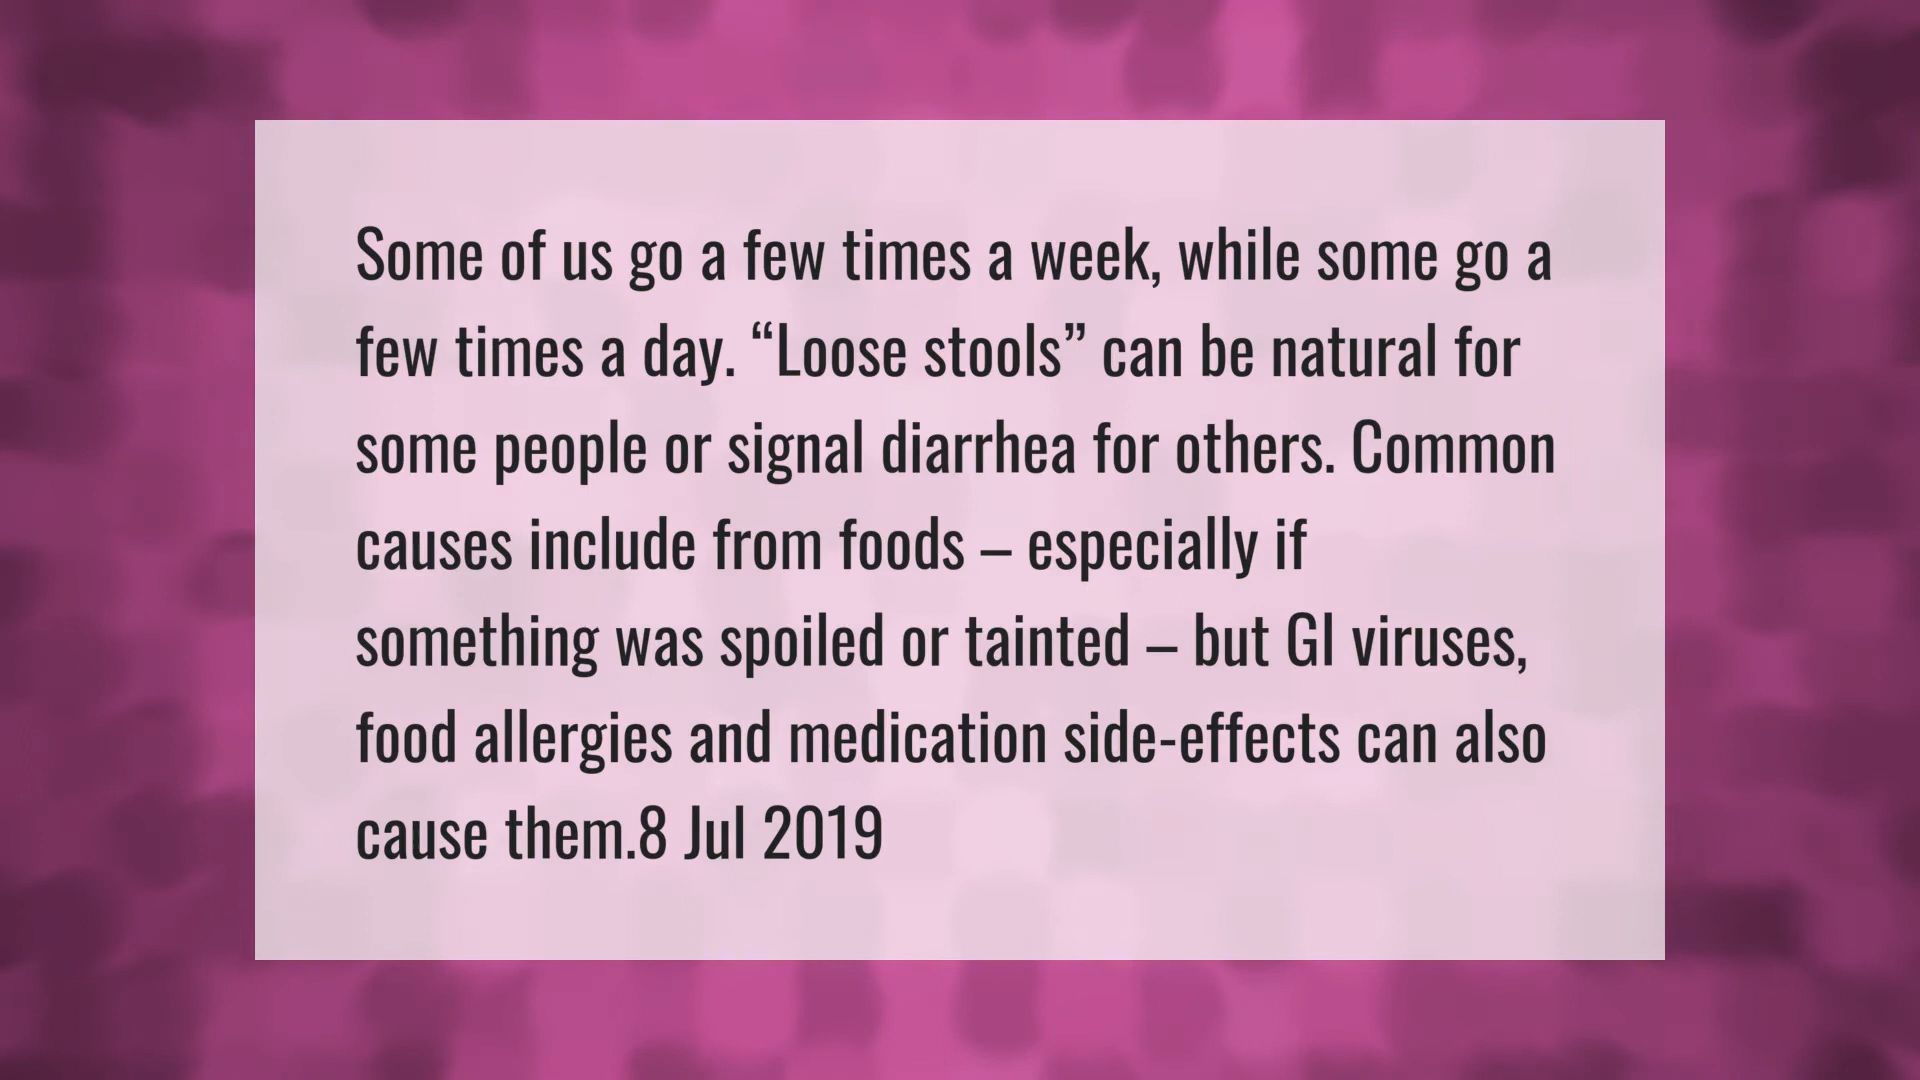 Some of us go a few times a week, while some go a
few times a day. “Loose stools” can be natural for
some people or signal diarrhea for others. Common
causes include from foods – especially if
something was spoiled or tainted – but GI viruses,
food allergies and medication side-effects can also
cause them.8 Jul 2019